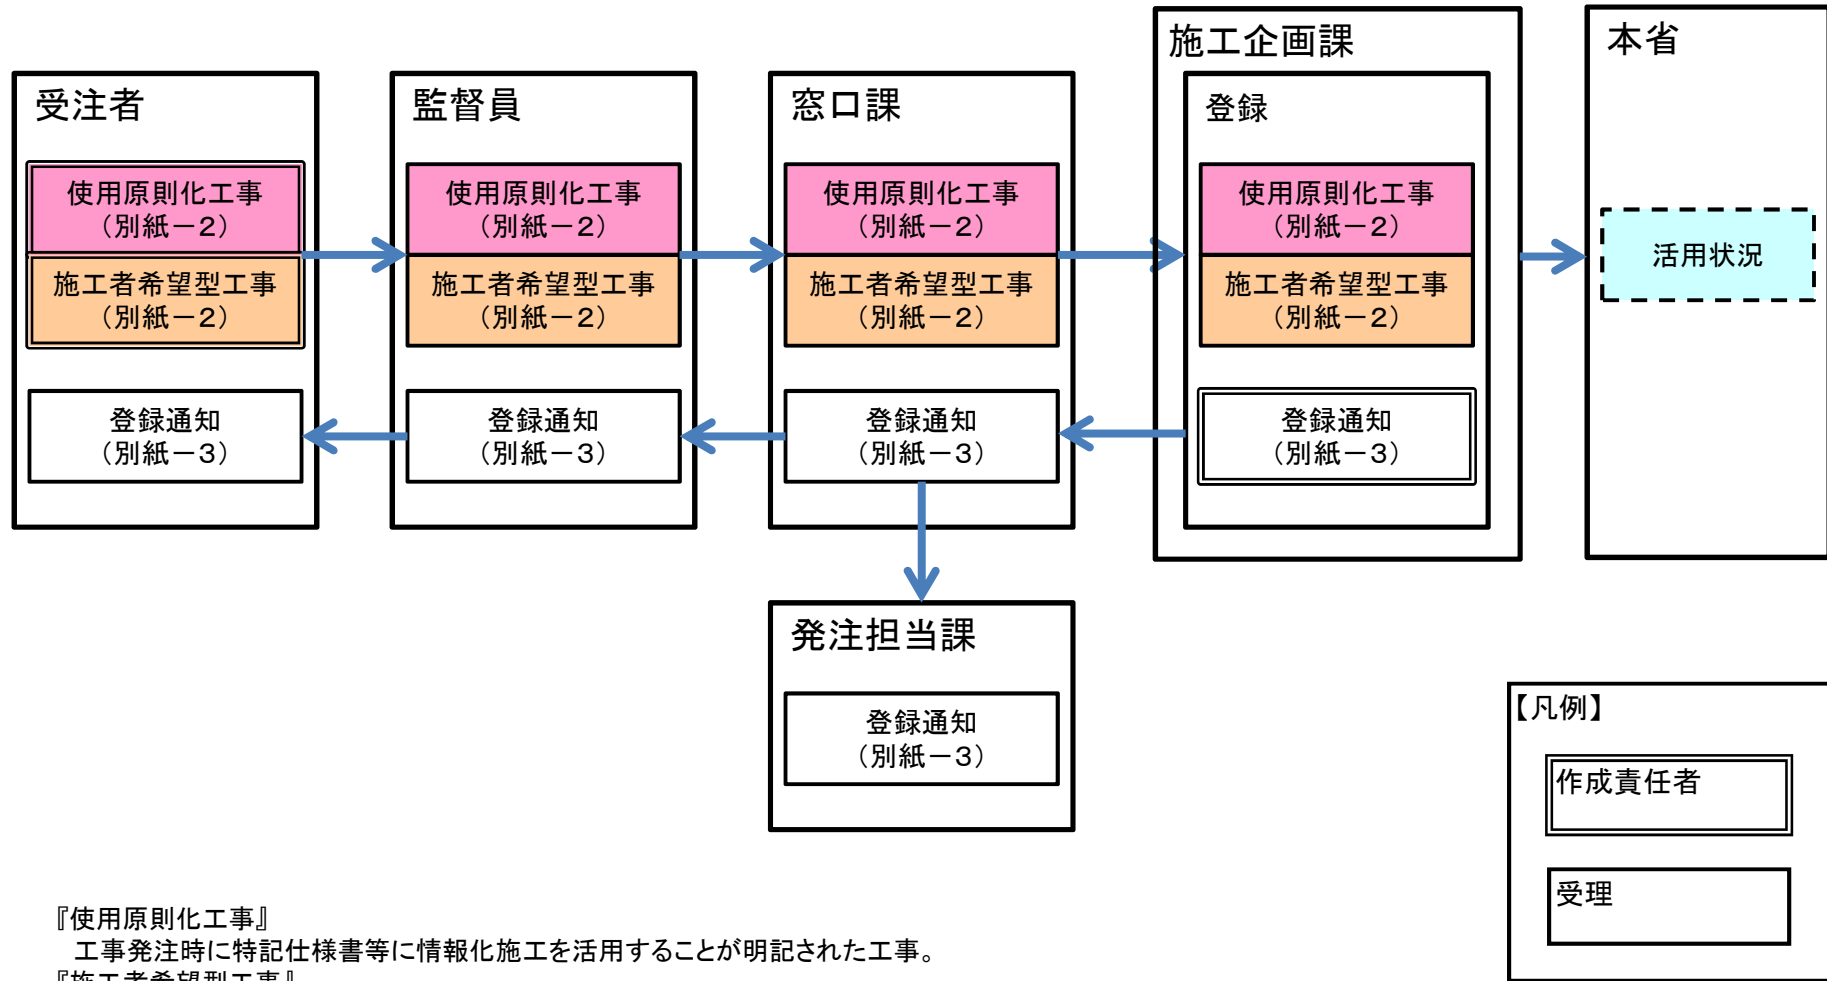 受注者
使用原則化工事
（別紙－2）
施工者希望型工事
（別紙－2）
登録通知
（別紙－3）
監督員
使用原則化工事
（別紙－2）
施工者希望型工事
（別紙－2）
登録通知
（別紙－3）
窓口課
使用原則化工事
（別紙－2）
施工者希望型工事
（別紙－2）
登録通知
（別紙－3）
施工企画課
登録
使用原則化工事
（別紙－2）
施工者希望型工事
（別紙－2）
登録通知
（別紙－3）
本省
活用状況
発注担当課
登録通知
（別紙－3）
【凡例】
作成責任者
受理
『使用原則化工事』
工事発注時に特記仕様書等に情報化施工を活用することが明記された工事。
『施工者希望型工事』